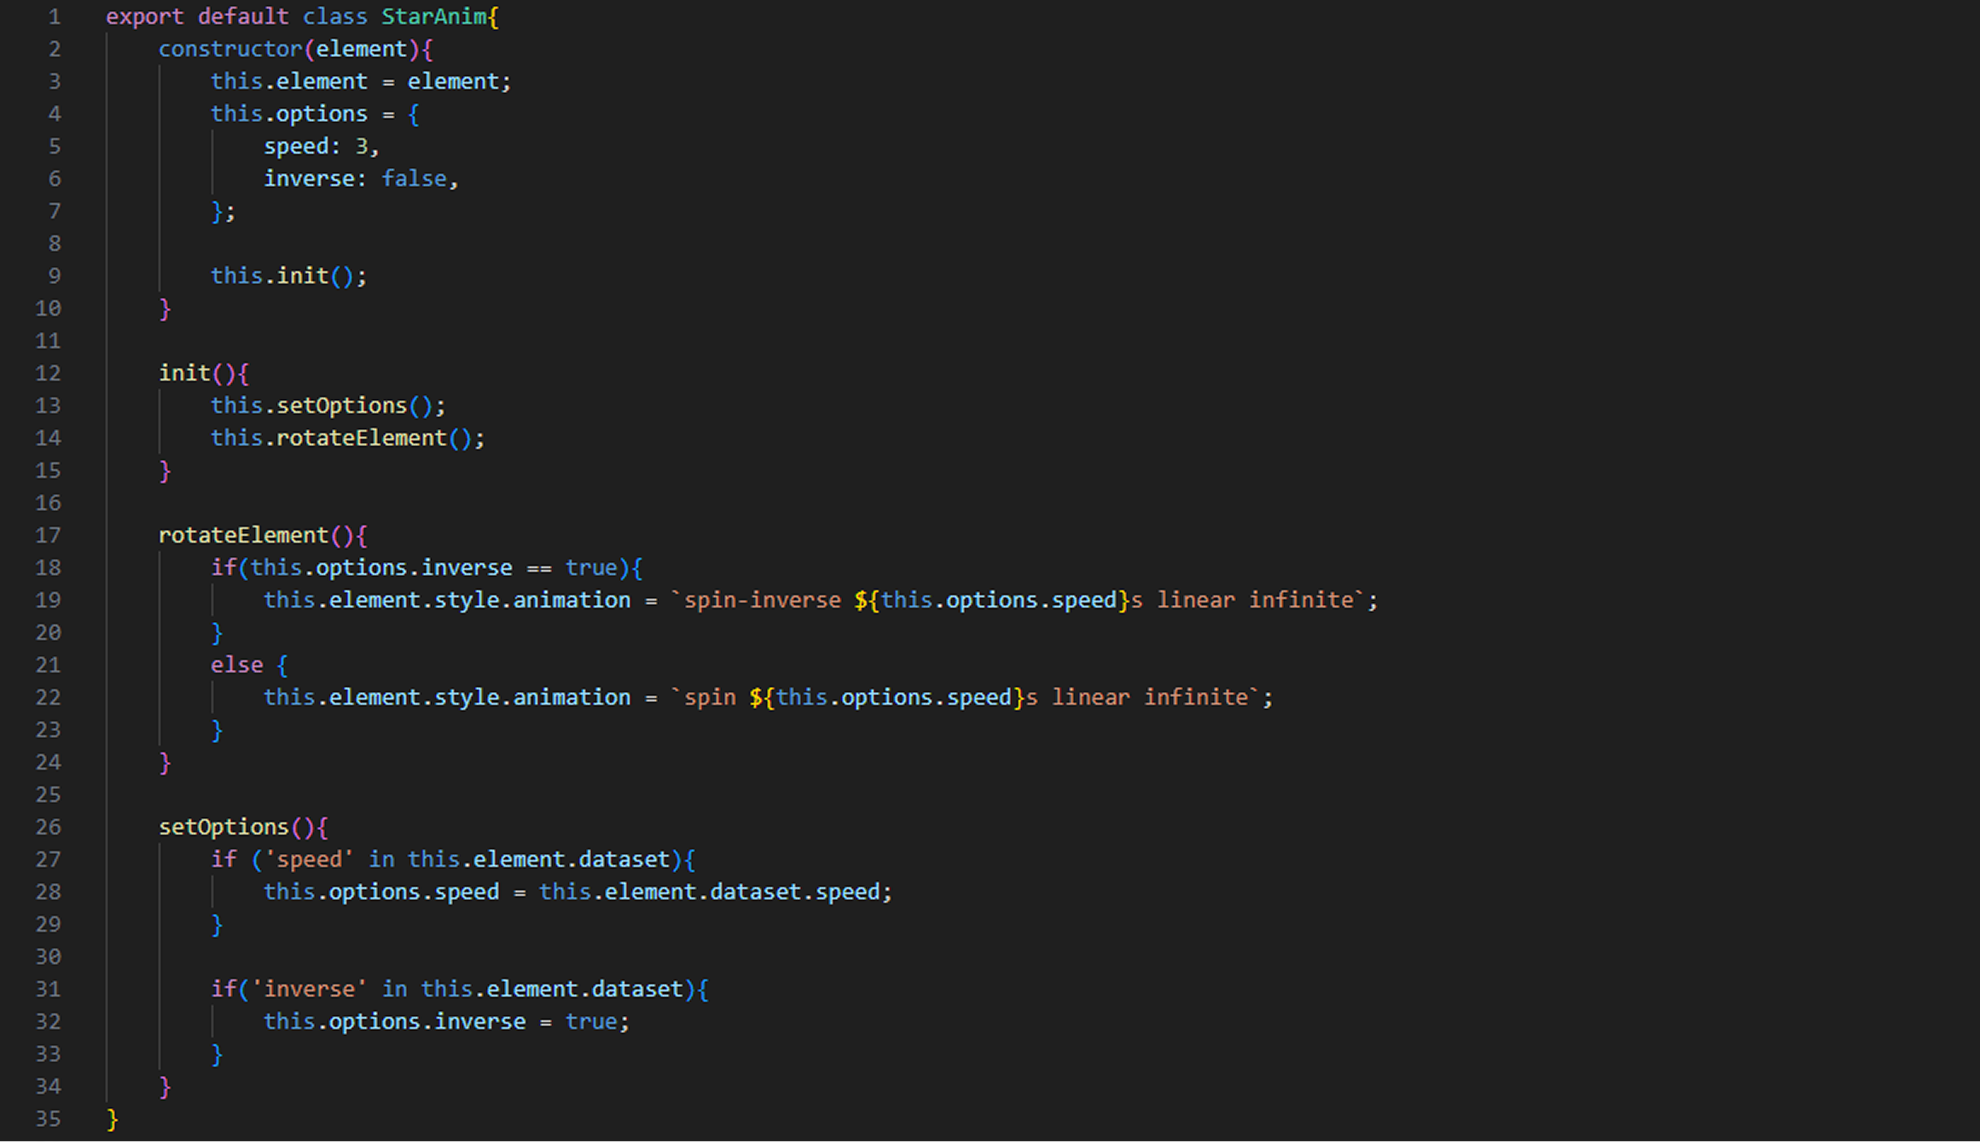 1 export default class StarAnim{
2     constructor(element){
3         this.element = element;
4         this.options = {
5             speed: 3,
6             inverse: false,
7         };
8
9         this.init();
10     }
11
12     init(){
13         this.setOptions();
14         this.rotateElement();
15     }
16
17     rotateElement(){
18         if(this.options.inverse == true){
19             this.element.style.animation = `spin-inverse ${this.options.speed}s linear infinite`;
20         }
21         else {
22             this.element.style.animation = `spin ${this.options.speed}s linear infinite`;
23         }
24     }
25
26     setOptions(){
27         if ('speed' in this.element.dataset){
28             this.options.speed = this.element.dataset.speed;
29         }
30
31         if('inverse' in this.element.dataset){
32             this.options.inverse = true;
33         }
34     }
35 }